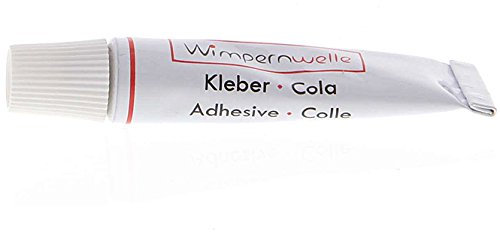 Wimpernwelle
Kleber • Cola
Adhesive • Colle